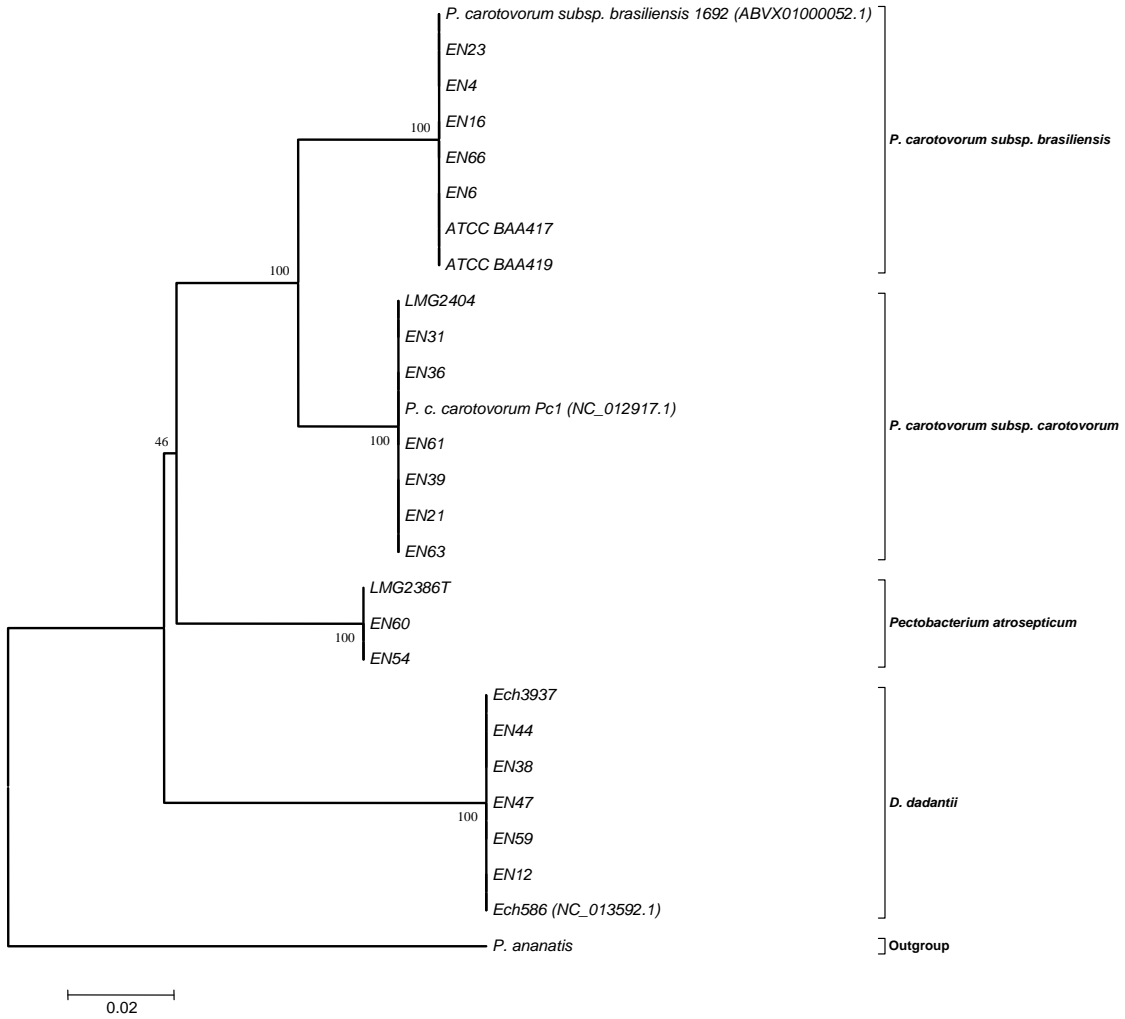 P. carotovorum subsp. brasiliensis 1692 (ABVX01000052.1)
EN23
EN4
EN16
100
EN66
P. carotovorum subsp. brasiliensis
EN6
ATCC BAA417
ATCC BAA419
100
LMG2404
EN31
EN36
P. c. carotovorum Pc1 (NC_012917.1)
P. carotovorum subsp. carotovorum
100
EN61
46
EN39
EN21
EN63
LMG2386T
EN60
Pectobacterium atrosepticum
100
EN54
Ech3937
EN44
EN38
EN47
D. dadantii
100
EN59
EN12
Ech586 (NC_013592.1)
P. ananatis
Outgroup
0.02